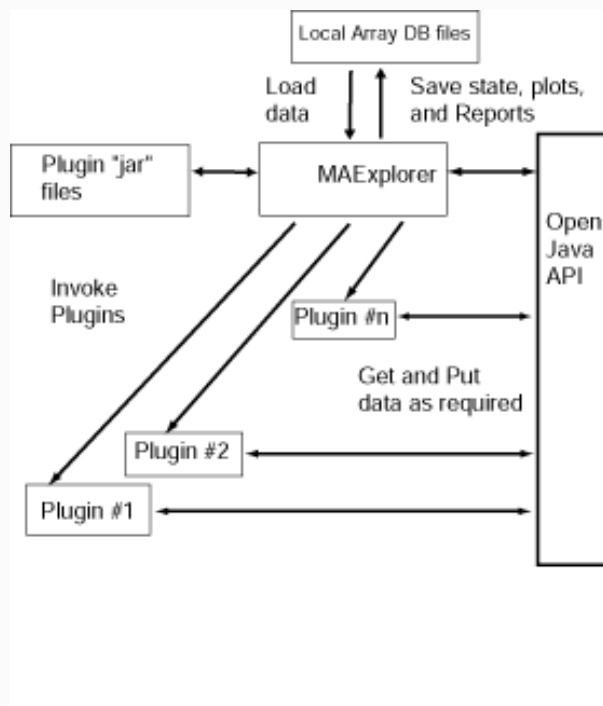 Local Array DB files
Load
data
Save state, plots,
and Reports
Plugin "jar"
files
MAExplorer
Open
Java
API
Invoke
Plugins
Plugin #n
Get and Put
data as required
Plugin #2
Plugin #1